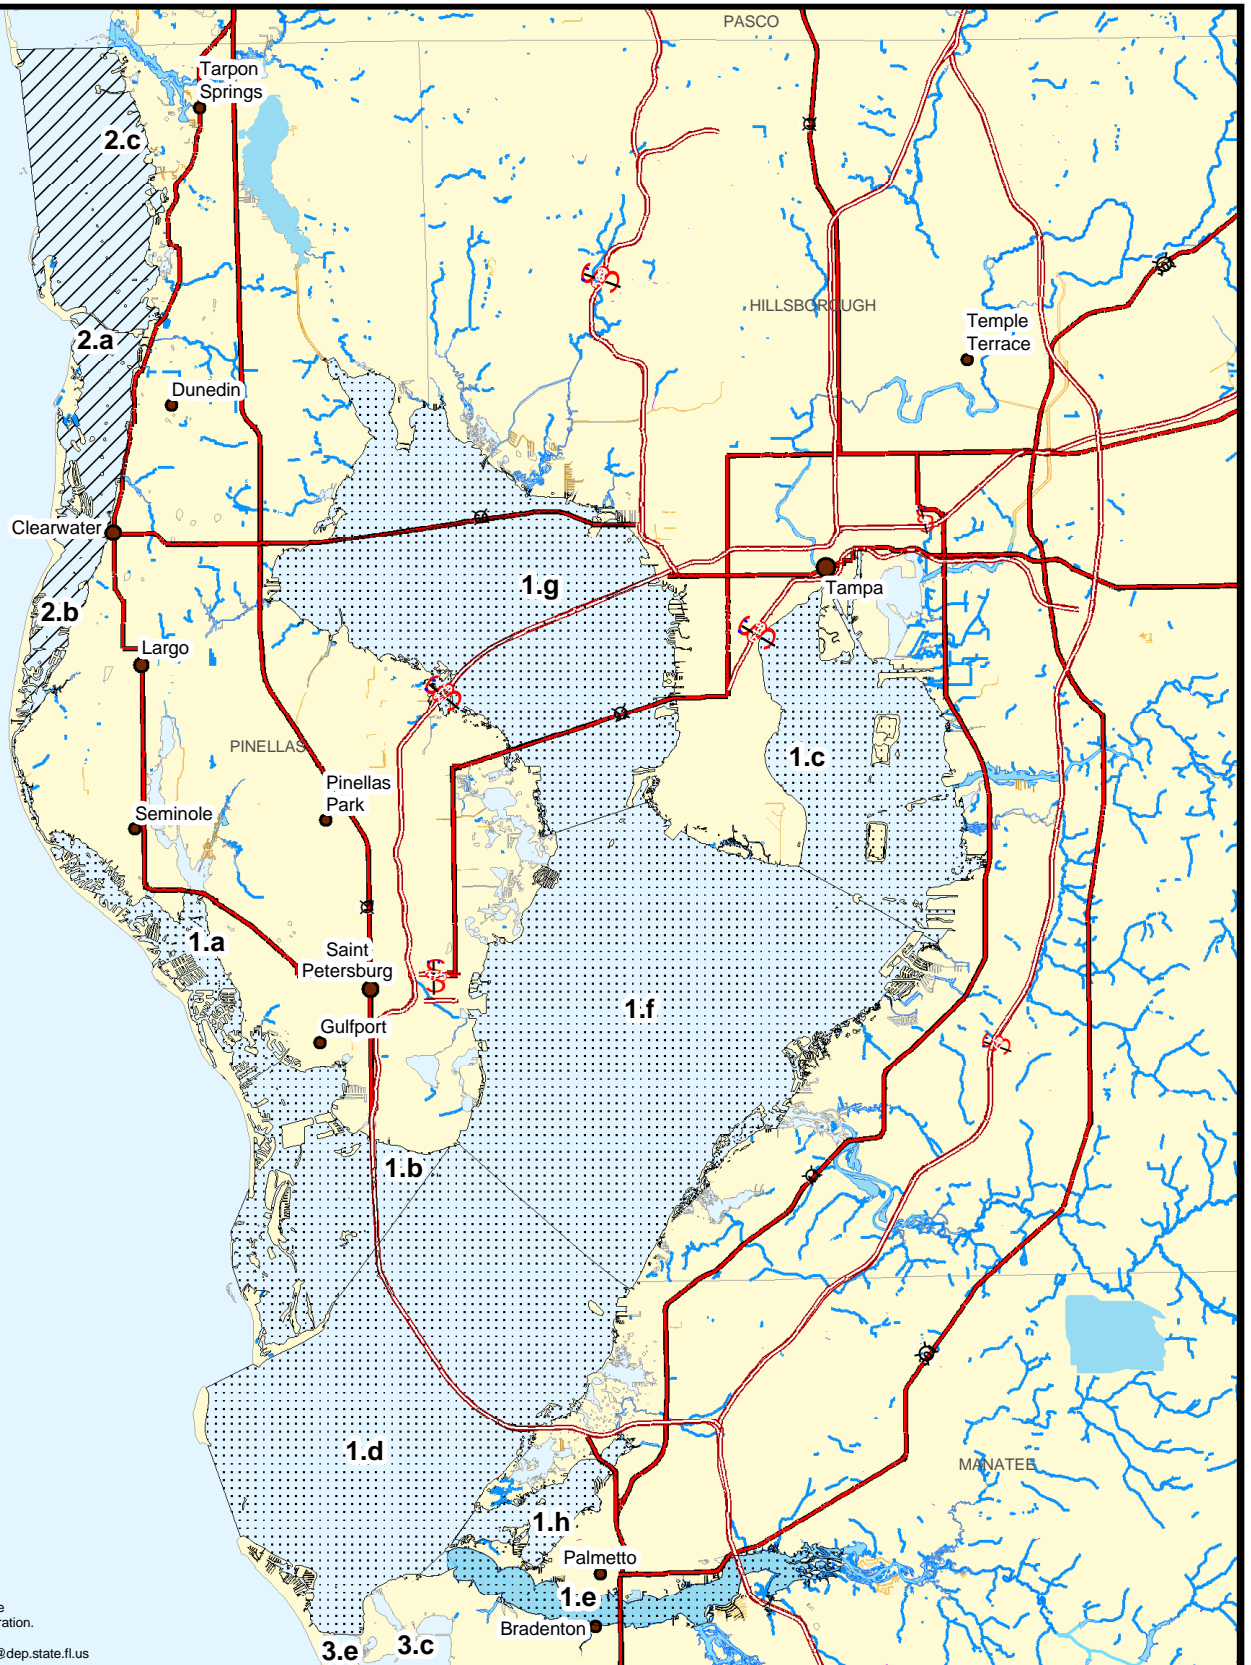 PASCO
Tarpon
Springs
2.c
HILLSBOROUGH
Temple
Terrace
2.a
Dunedin
Clearwater
1.g
Tampa
2.b
Largo
PINELLAS
1.c
Pinellas
Park
Seminole
1.a
Saint
Petersburg
1.f
Gulfport
1.b
1.d
MANATEE
1.h
Palmetto
1.e
Bradenton
3.e
3.c
e
ration.
@dep.state.fl.us